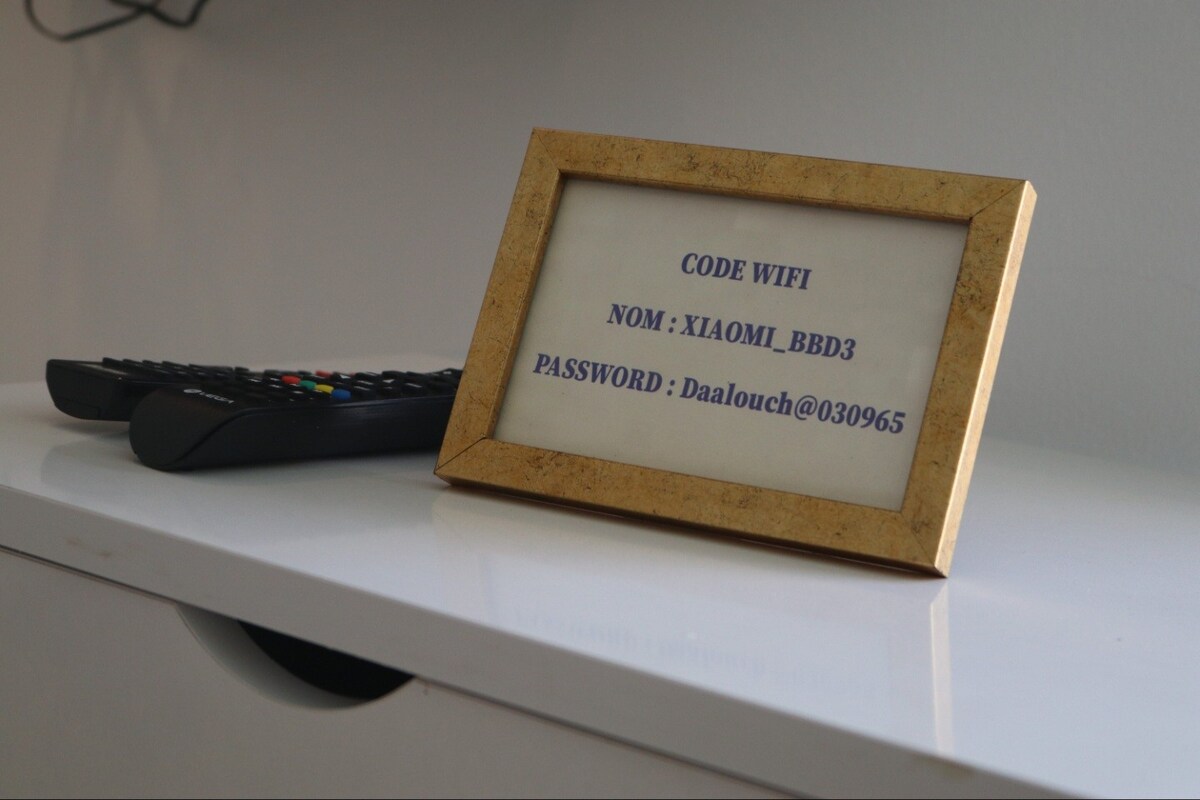 CODE WIFI
NOM : XIAOMI_BBD3
PASSWORD : Daalouch@030965